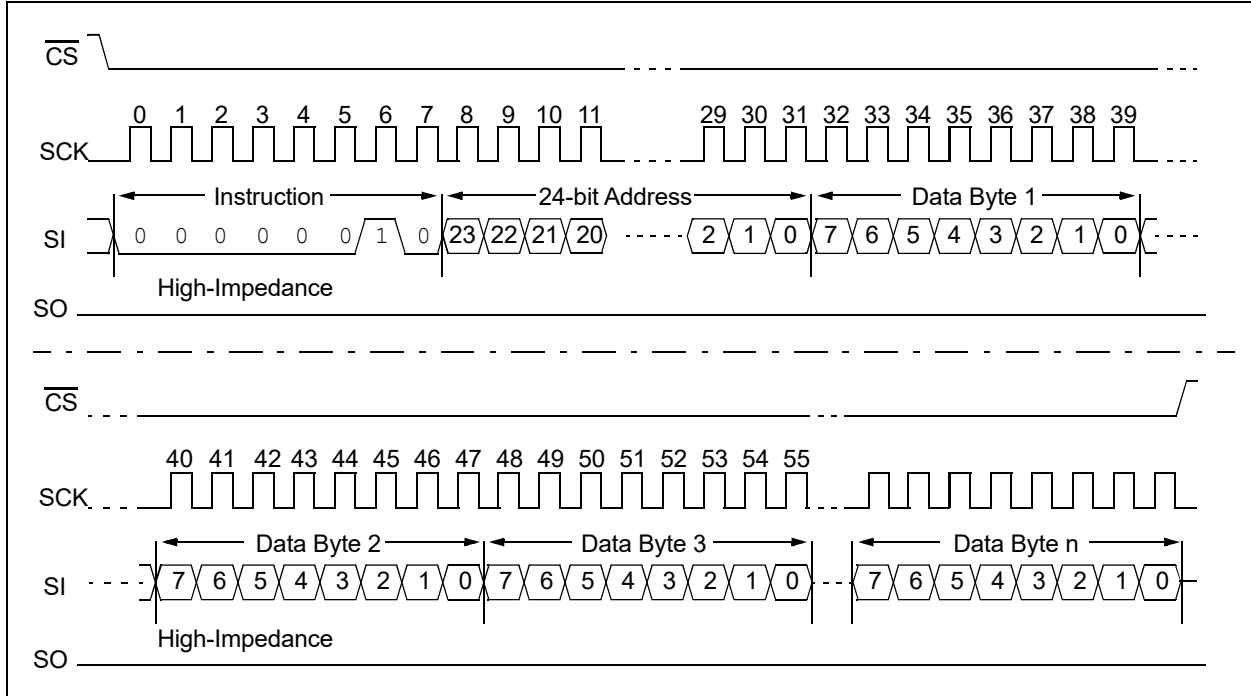 CS
0 1 2 3 4 5 6 7 8 9 10 11 29 30 31 32 33 34 35 36 37 38 39
SCK
Instruction 24-bit Address Data Byte 1
SI 0 0 0 0 0 0 1 0 23 22 21 20 2 1 0 7 6 5 4 3 2 1 0
High-Impedance
SO
CS
40 41 42 43 44 45 46 47 48 49 50 51 52 53 54 55
SCK
Data Byte 2 Data Byte 3 Data Byte n
SI 7 6 5 4 3 2 1 0 7 6 5 4 3 2 1 0 7 6 5 4 3 2 1 0
High-Impedance
SO